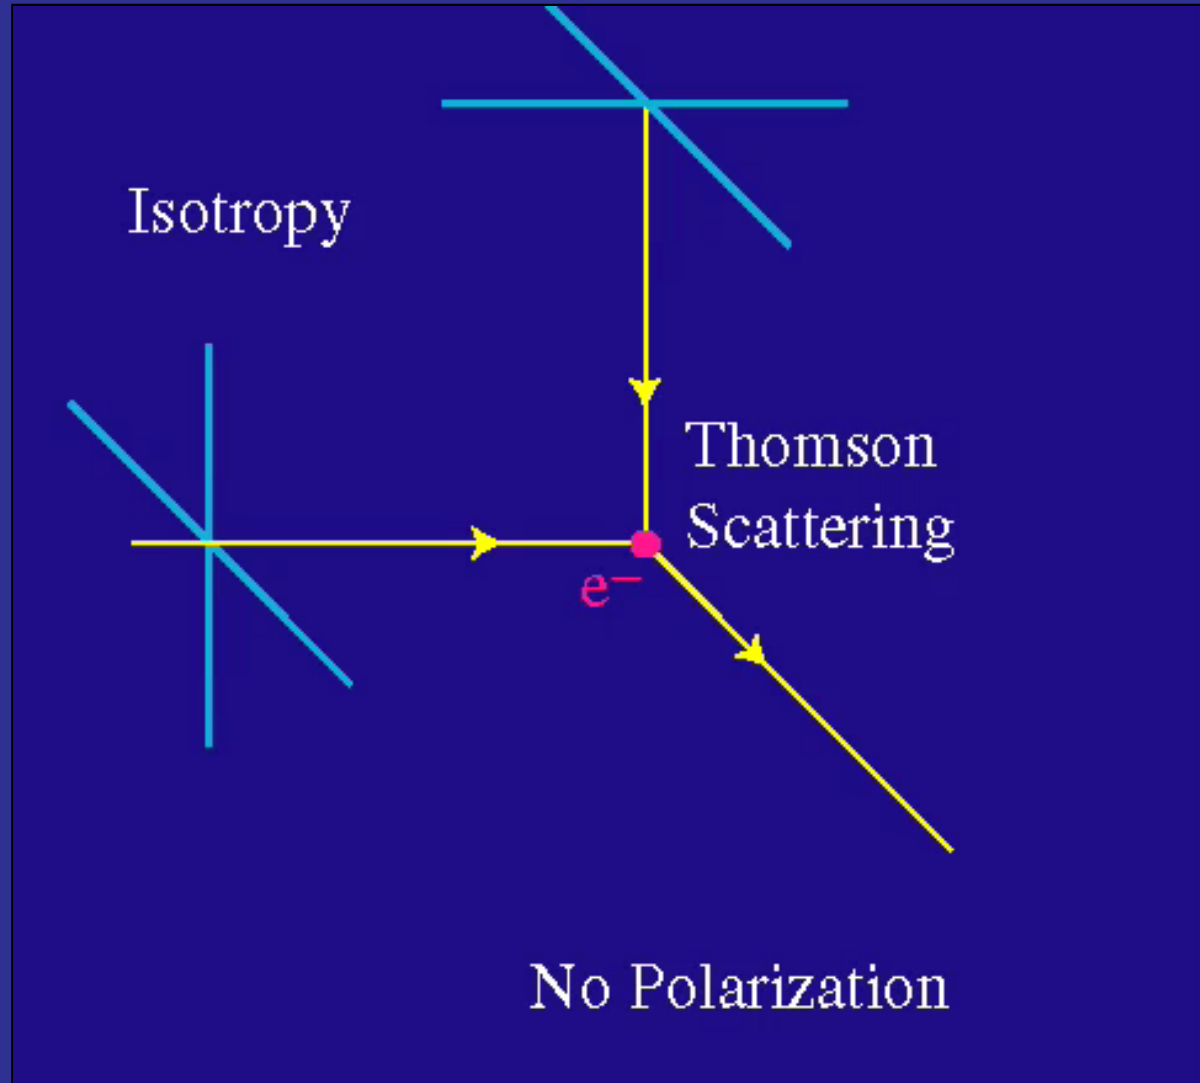 Isotropy
Thomson
Scattering
e⁻
No Polarization